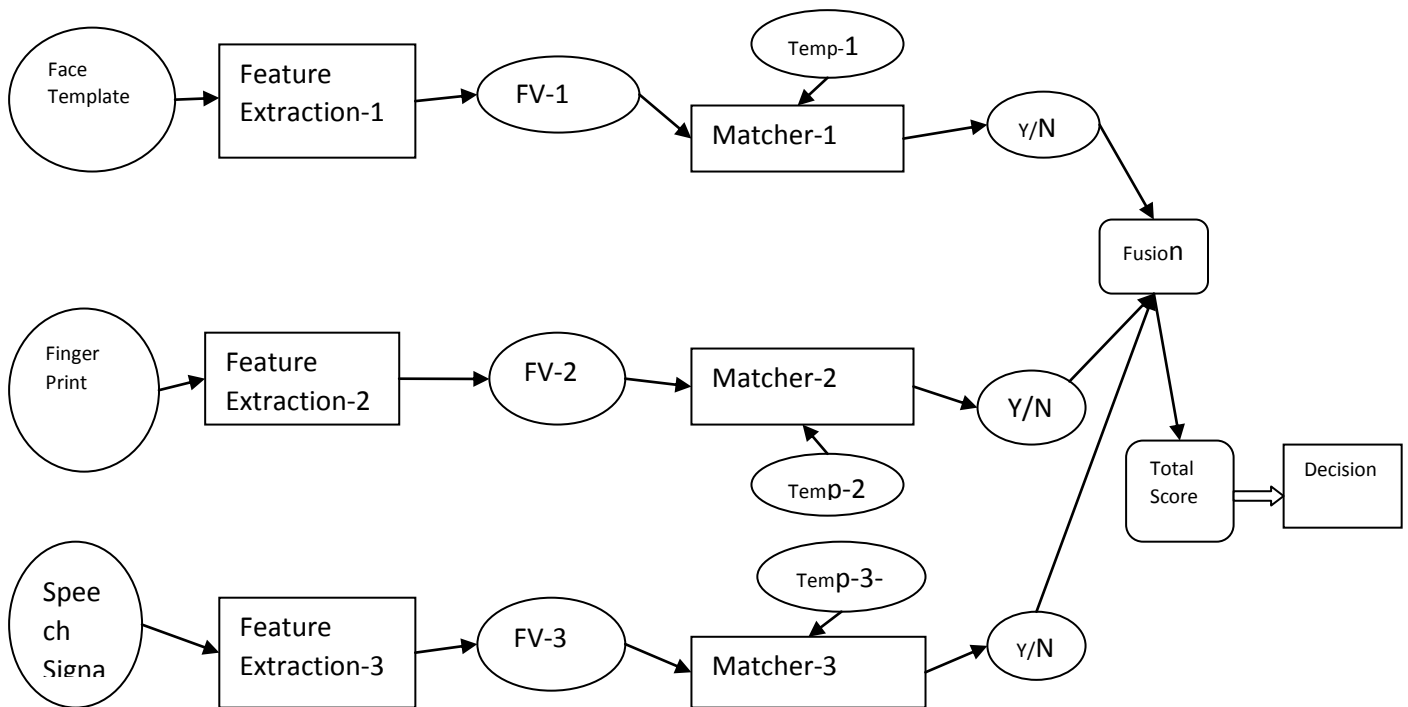 Face
Template
Feature
Extraction-1
FV-1
Temp-1
Matcher-1
Y/N
Fusion
Finger
Print
Feature
Extraction-2
FV-2
Matcher-2
Temp-2
Y/N
Total
Score
Decision
Spee
ch
Signa
Feature
Extraction-3
FV-3
Temp-3-
Matcher-3
Y/N